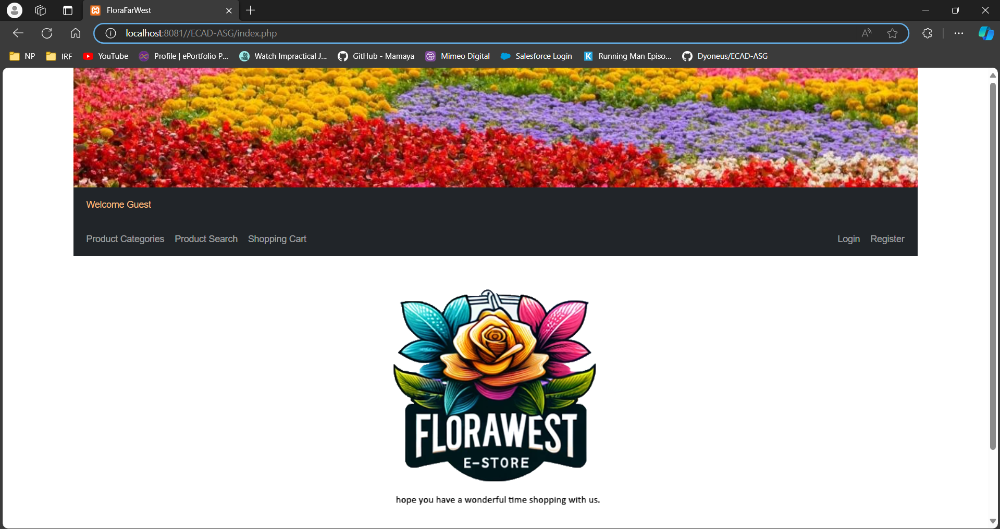 FloraFarWest
localhost:8081//ECAD-ASG/index.php
NP IRF YouTube Profile | ePortfolio P... Watch Impractical J... GitHub - Mamaya Mimeo Digital Salesforce Login Running Man Episo... Dyoneus/ECAD-ASG
Welcome Guest
Product Categories Product Search Shopping Cart Login Register
FLORAWEST
E-STORE
hope you have a wonderful time shopping with us.